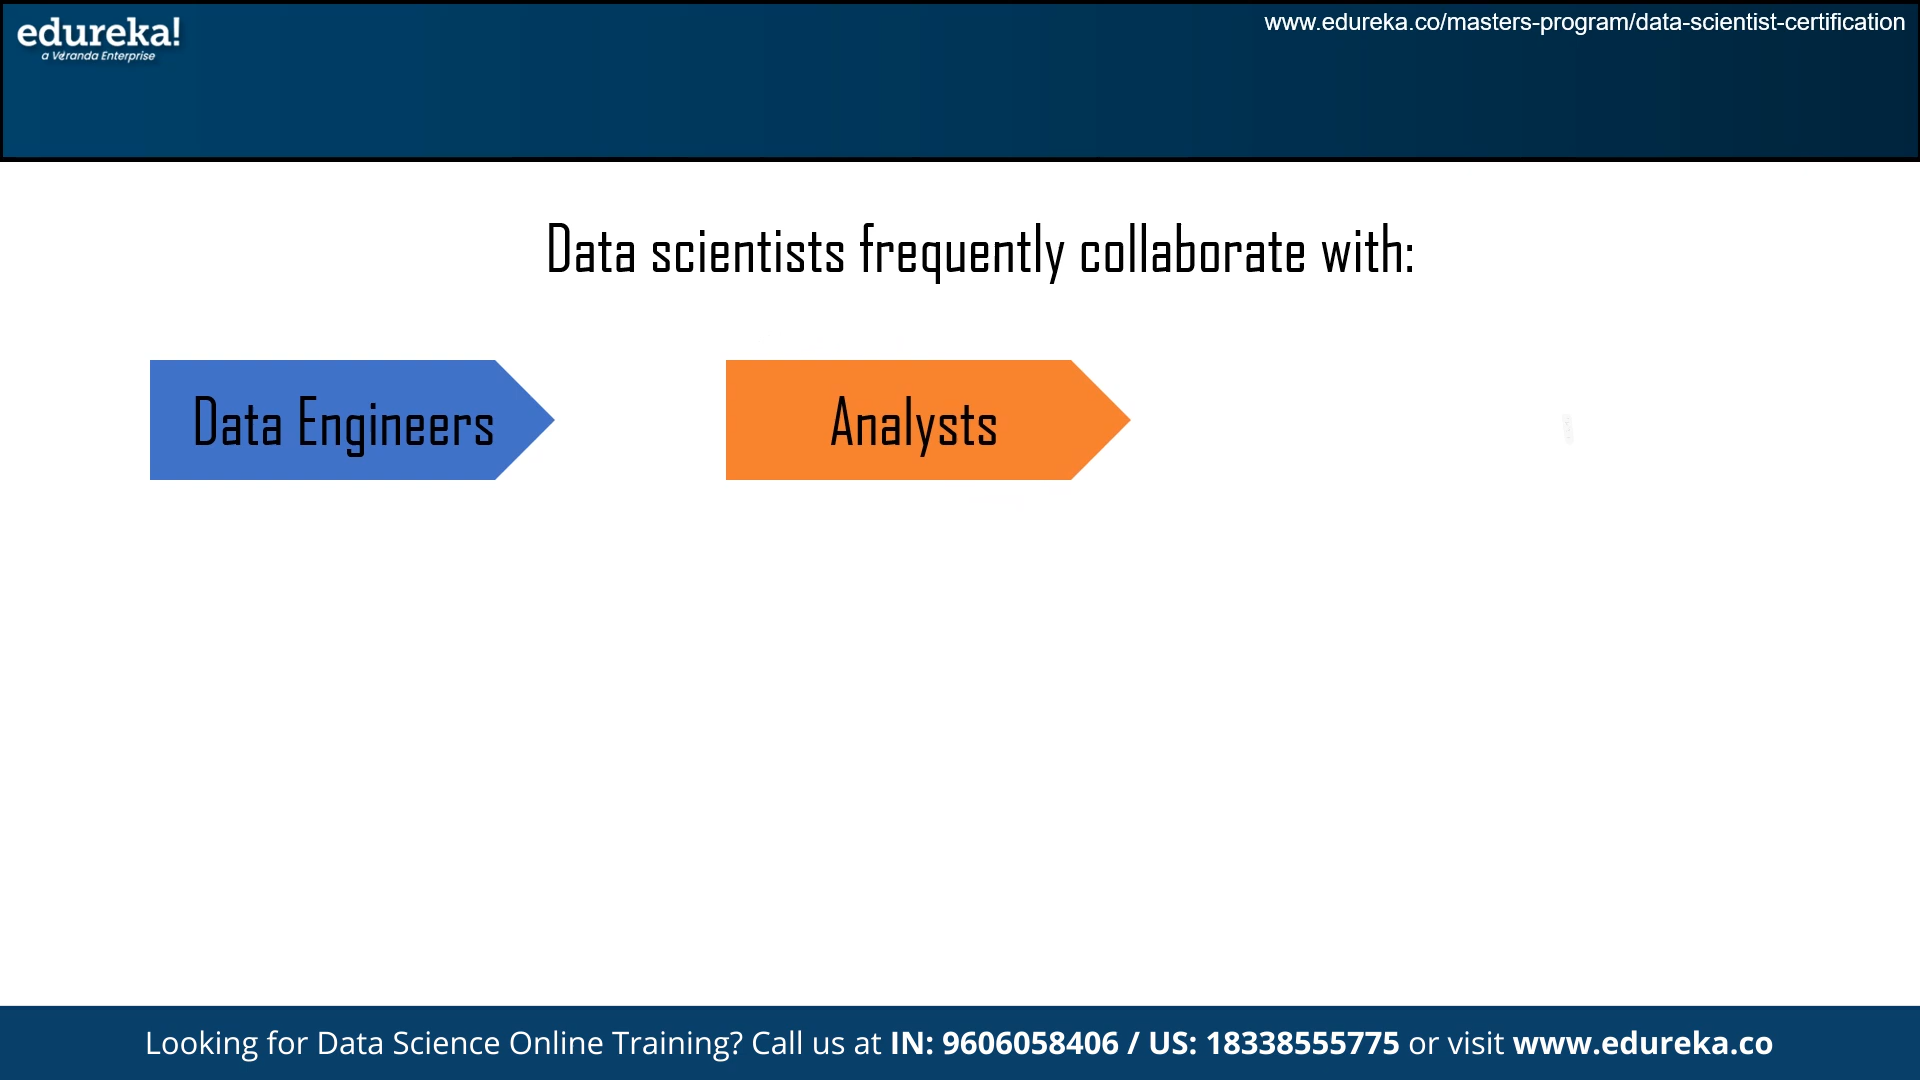 edureka!
a Veranda Enterprise
www.edureka.co/masters-program/data-scientist-certification
Data scientists frequently collaborate with:
Data Engineers
Analysts
Looking for Data Science Online Training? Call us at IN: 9606058406 / US: 18338555775 or visit www.edureka.co